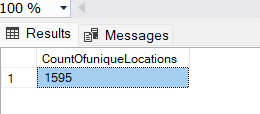 100 %
Results Messages
CountOfuniqueLocations
1 1595